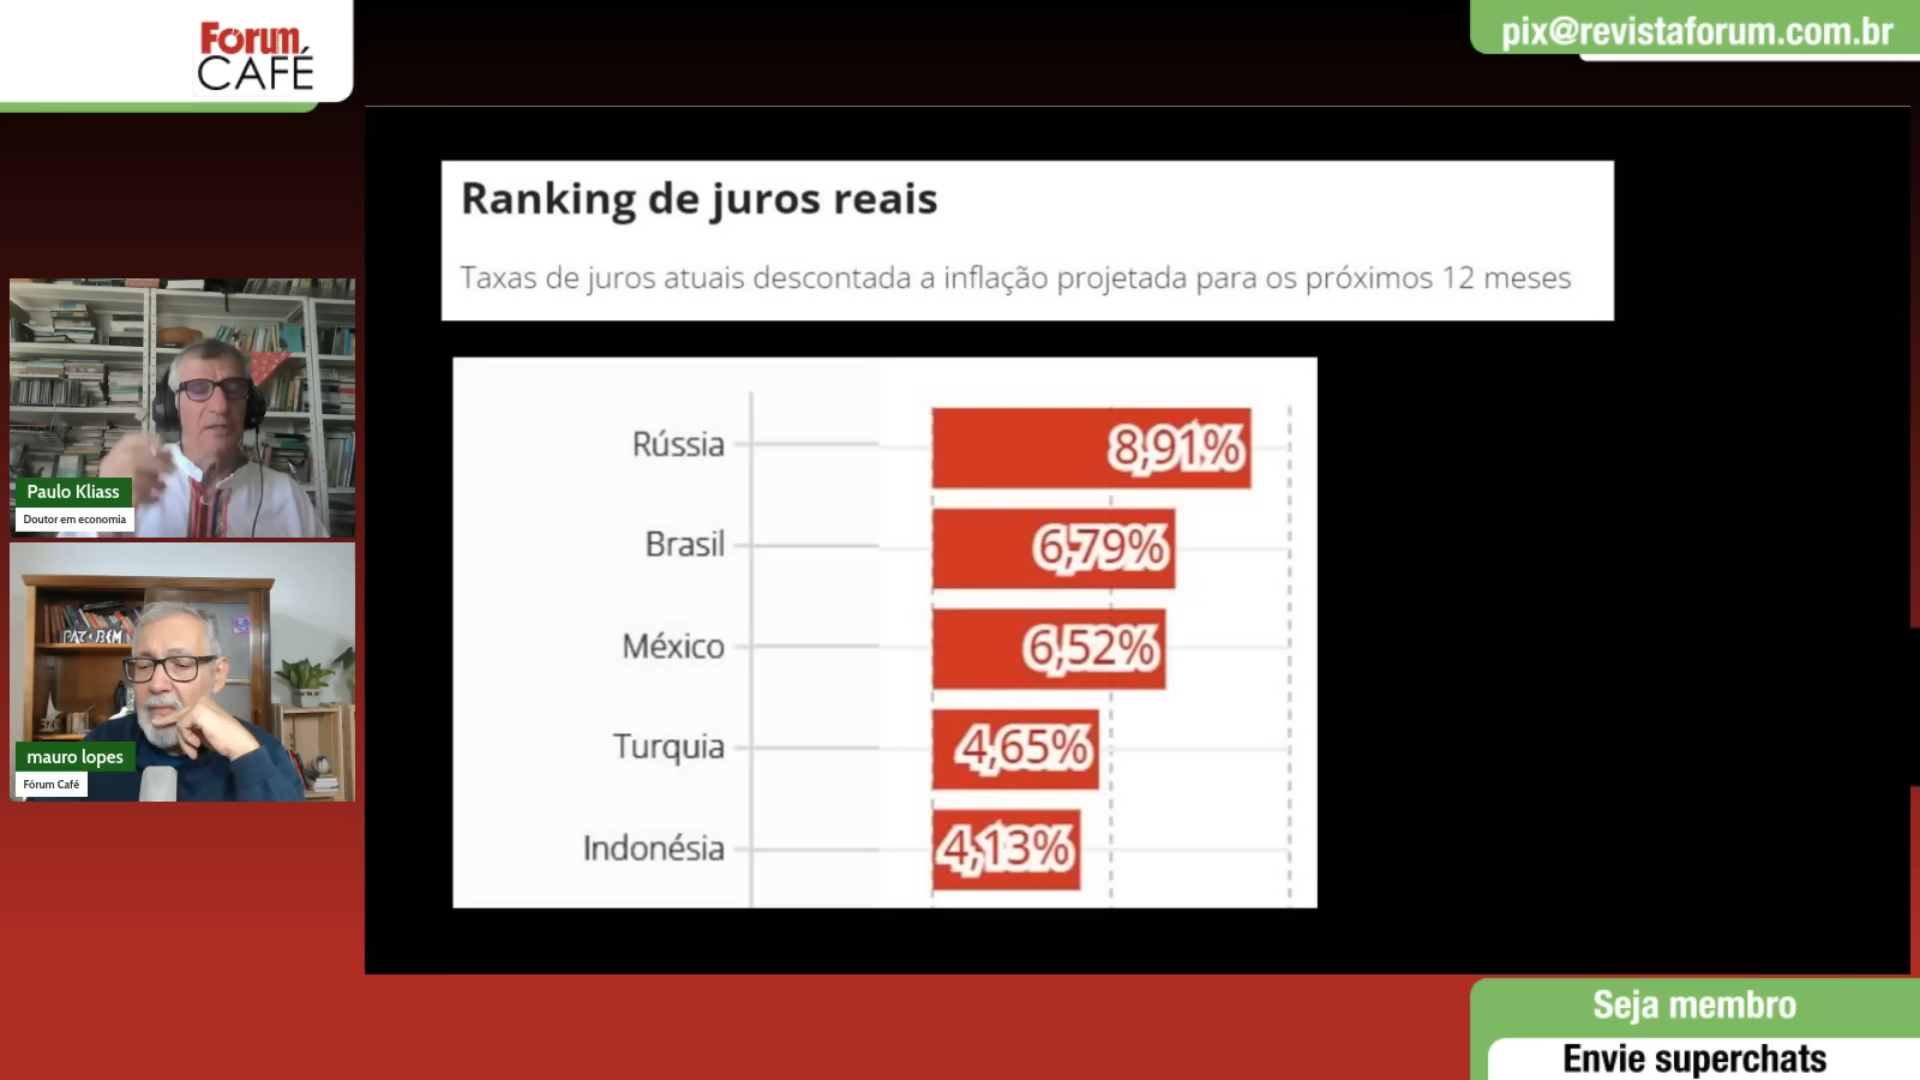 Forum
CAFÉ
pix@revistaforum.com.br
Ranking de juros reais
Taxas de juros atuais descontada a inflação projetada para os próximos 12 meses
Rússia 8,91%
Brasil 6,79%
México 6,52%
Turquia 4,65%
Indonésia 4,13%
Paulo Kliass
Doutor em economia
PAZ E BEM
mauro lopes
Fórum Café
Seja membro
Envie superchats